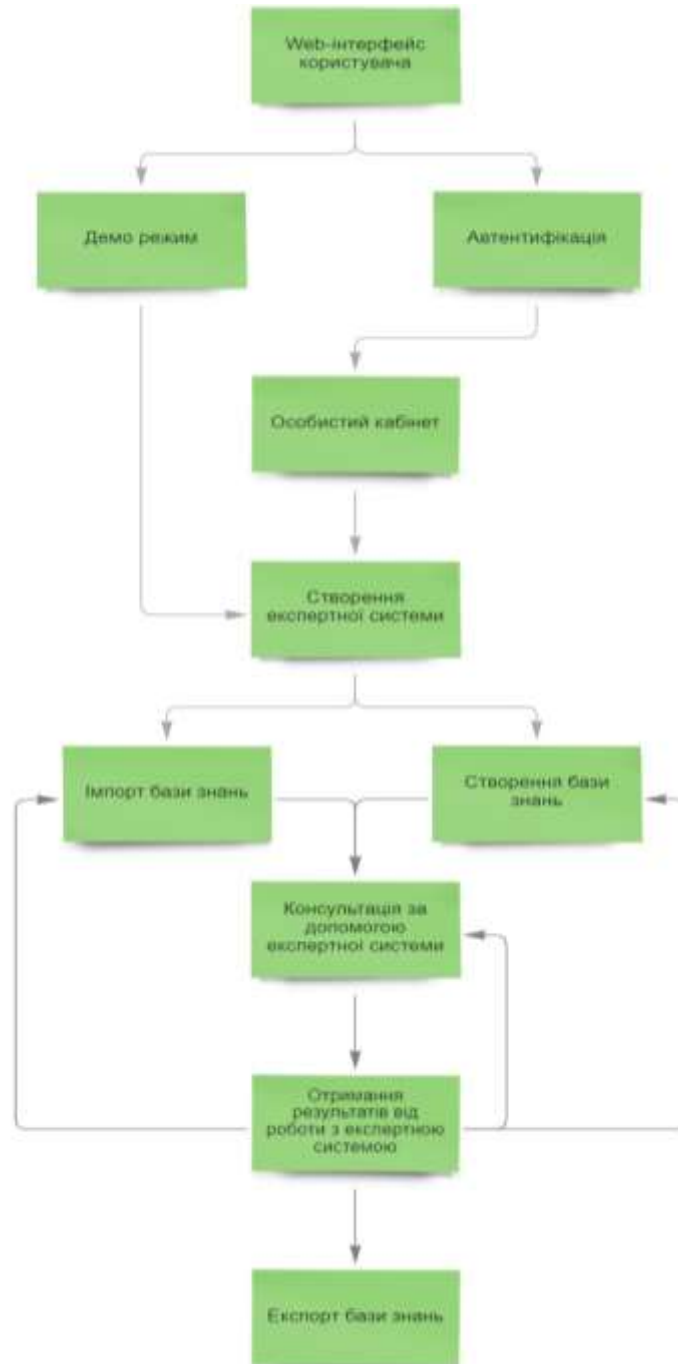 Web-інтерфейс
користувача
Демо режим
Автентифікація
Особистий кабінет
Створення
експертної системи
Імпорт бази знань
Створення бази
знань
Консультація за
допомогою
експертної системи
Отримання
результатів від
роботи з експертною
системою
Експорт бази знань